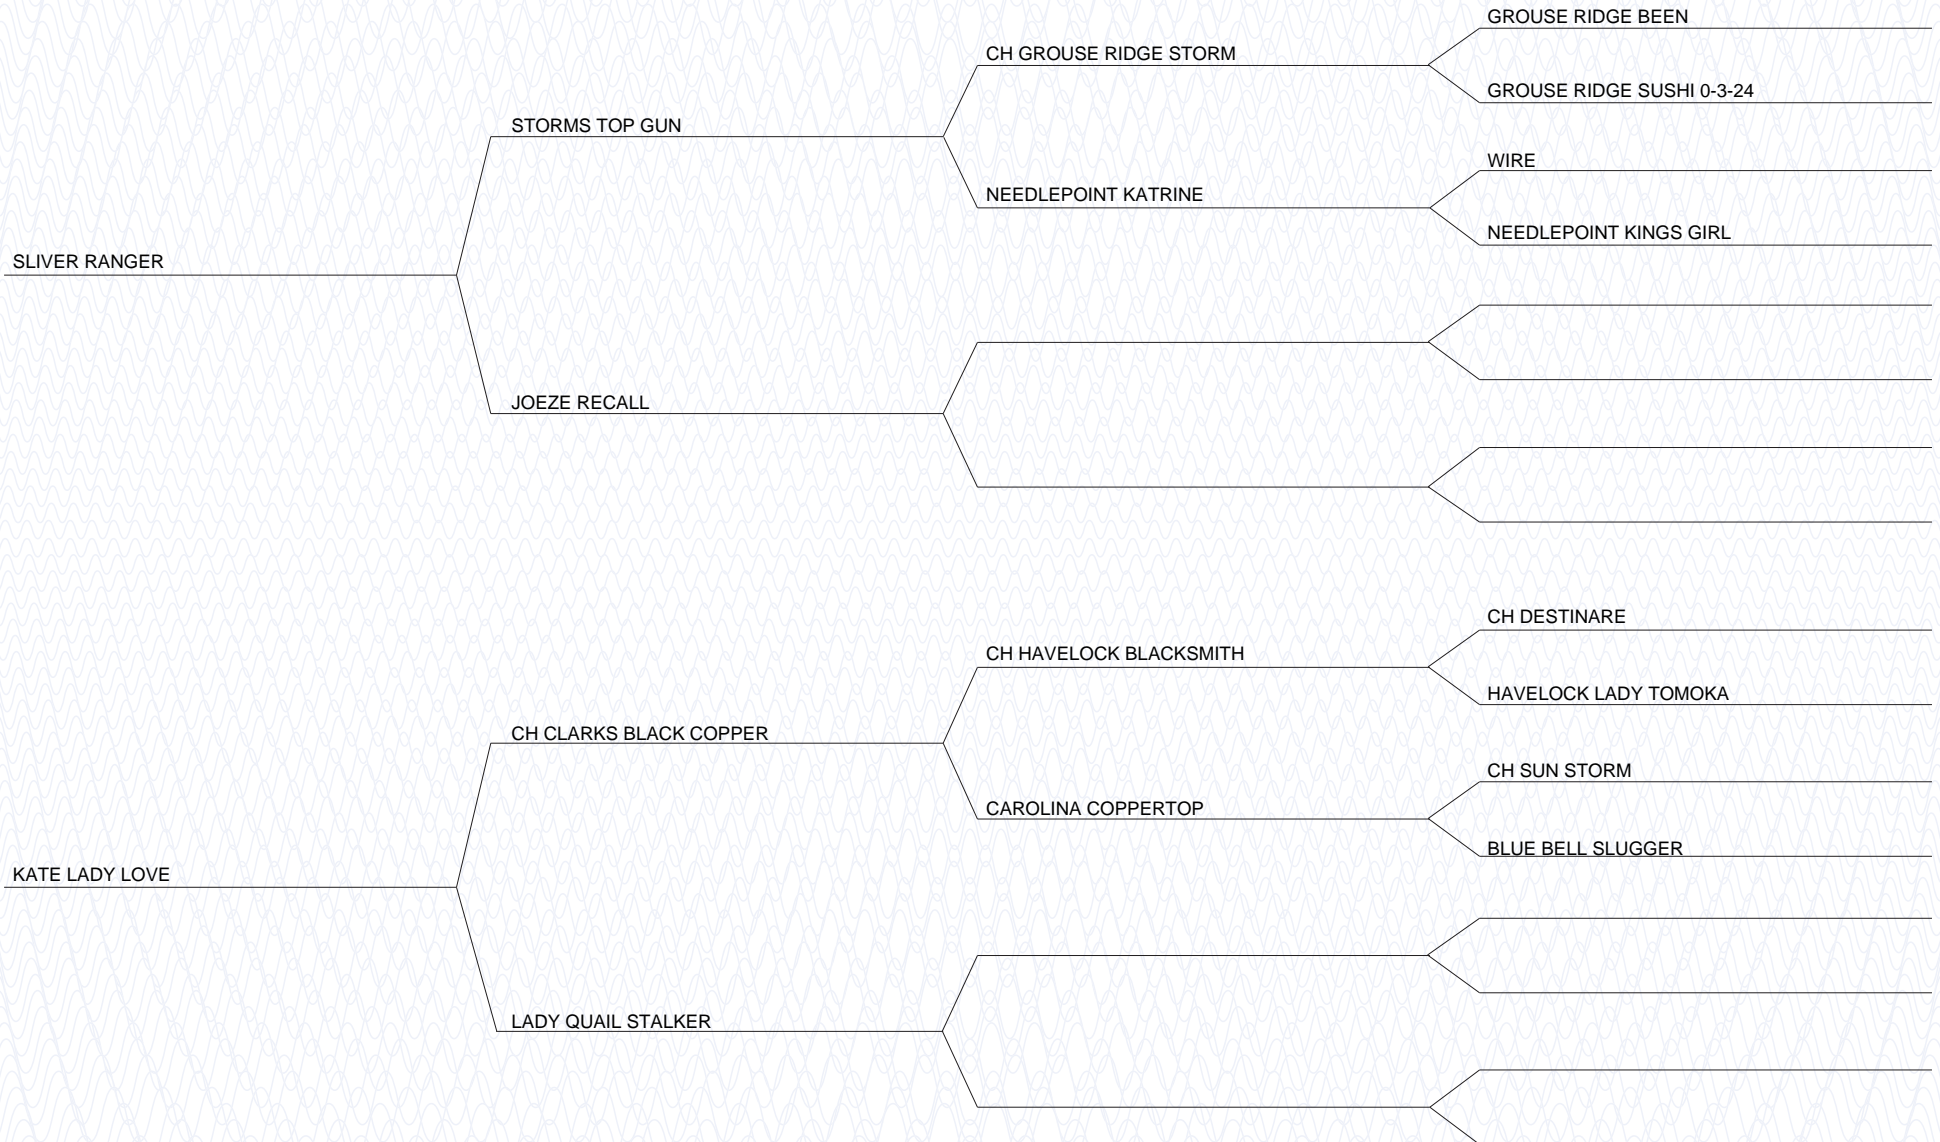 GROUSE RIDGE BEEN
CH GROUSE RIDGE STORM
GROUSE RIDGE SUSHI 0-3-24
STORMS TOP GUN
WIRE
NEEDLEPOINT KATRINE
NEEDLEPOINT KINGS GIRL
SLIVER RANGER
JOEZE RECALL
CH DESTINARE
CH HAVELOCK BLACKSMITH
HAVELOCK LADY TOMOKA
CH CLARKS BLACK COPPER
CH SUN STORM
CAROLINA COPPERTOP
BLUE BELL SLUGGER
KATE LADY LOVE
LADY QUAIL STALKER